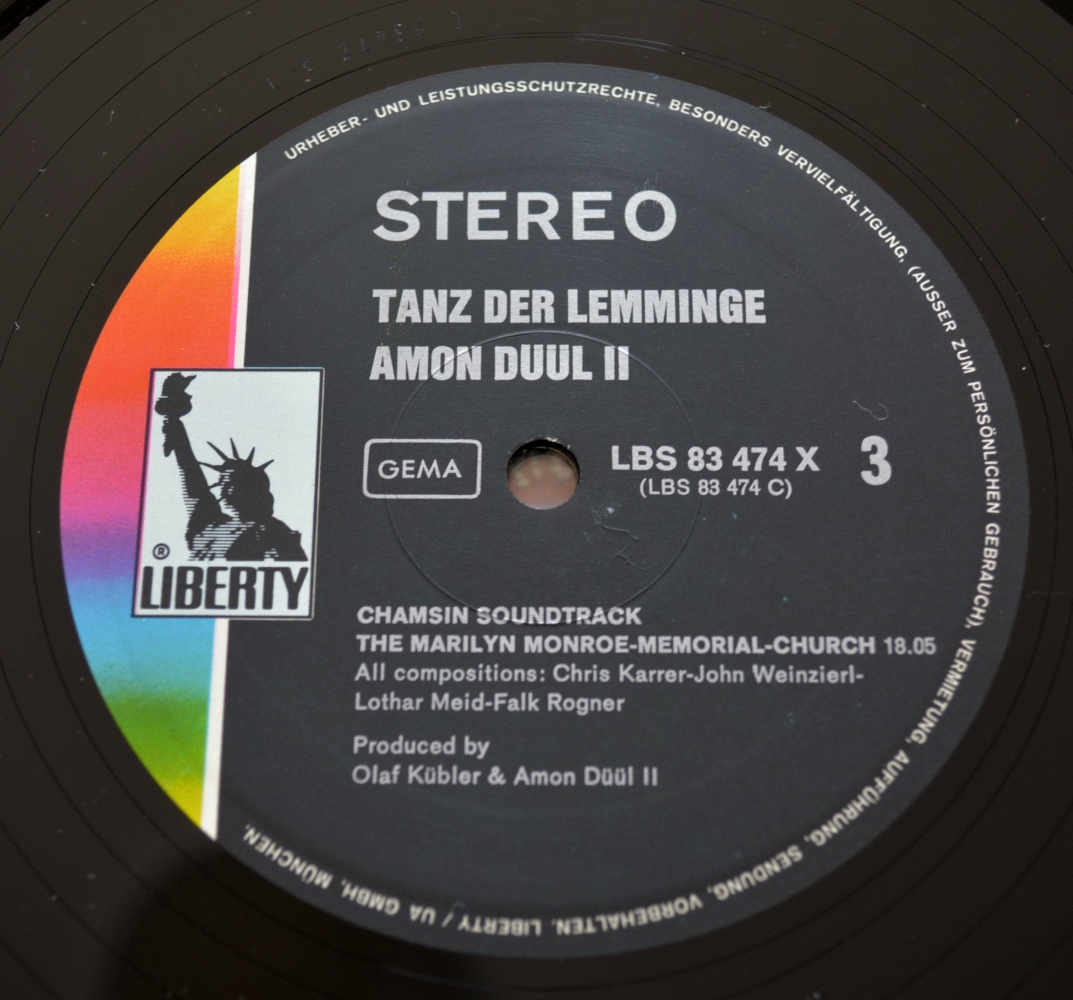 URHEBER- UND LEISTUNGSSCHUTZRECHTE, BESONDERS VERVIELFÄLTIGUNG, (AUSSER ZUM PERSÖNLICHEN GEBRAUCH), VERMIETUNG, AUFFÜHRUNG, SENDUNG, VORBEHALTEN. LIBERTY / UA GMBH, MÜNCHEN.
STEREO
TANZ DER LEMMINGE
AMON DUUL II
GEMA
LBS 83 474 X 3
(LBS 83 474 C)
®
LIBERTY
CHAMSIN SOUNDTRACK
THE MARILYN MONROE-MEMORIAL-CHURCH 18.05
All compositions: Chris Karrer-John Weinzierl-
Lothar Meid-Falk Rogner
Produced by
Olaf Kübler & Amon Düül II